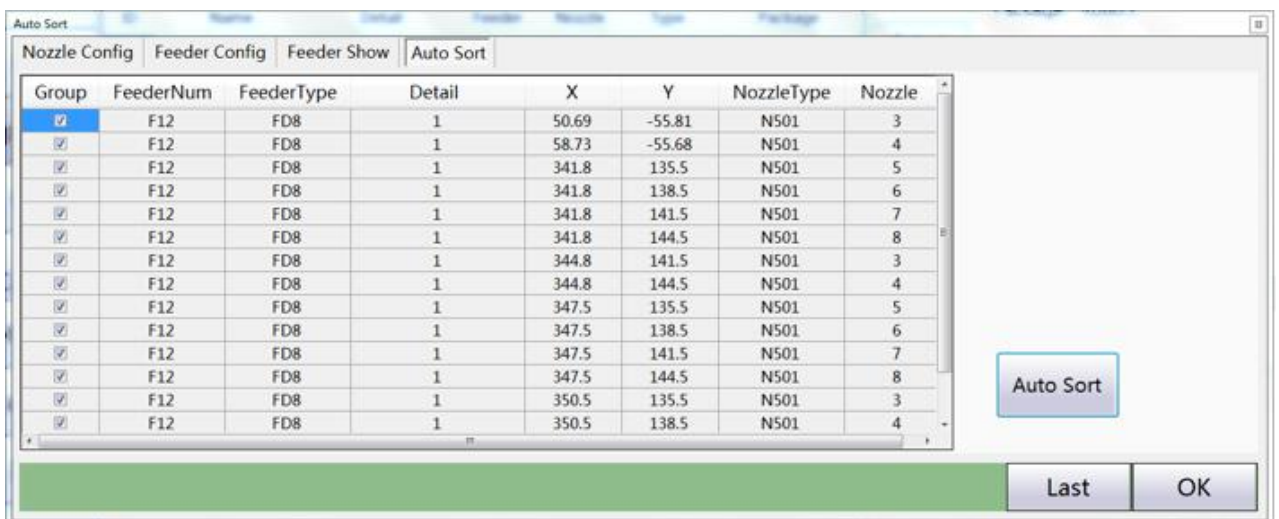 Auto Sort
Nozzle Config Feeder Config Feeder Show Auto Sort
Group FeederNum FeederType Detail X Y NozzleType Nozzle
F12 FD8 1 50.69 -55.81 N501 3
F12 FD8 1 58.73 -55.68 N501 4
F12 FD8 1 341.8 135.5 N501 5
F12 FD8 1 341.8 138.5 N501 6
F12 FD8 1 341.8 141.5 N501 7
F12 FD8 1 341.8 144.5 N501 8
F12 FD8 1 344.8 141.5 N501 3
F12 FD8 1 344.8 144.5 N501 4
F12 FD8 1 347.5 135.5 N501 5
F12 FD8 1 347.5 138.5 N501 6
F12 FD8 1 347.5 141.5 N501 7
F12 FD8 1 347.5 144.5 N501 8
F12 FD8 1 350.5 135.5 N501 3
F12 FD8 1 350.5 138.5 N501 4
Auto Sort
Last OK